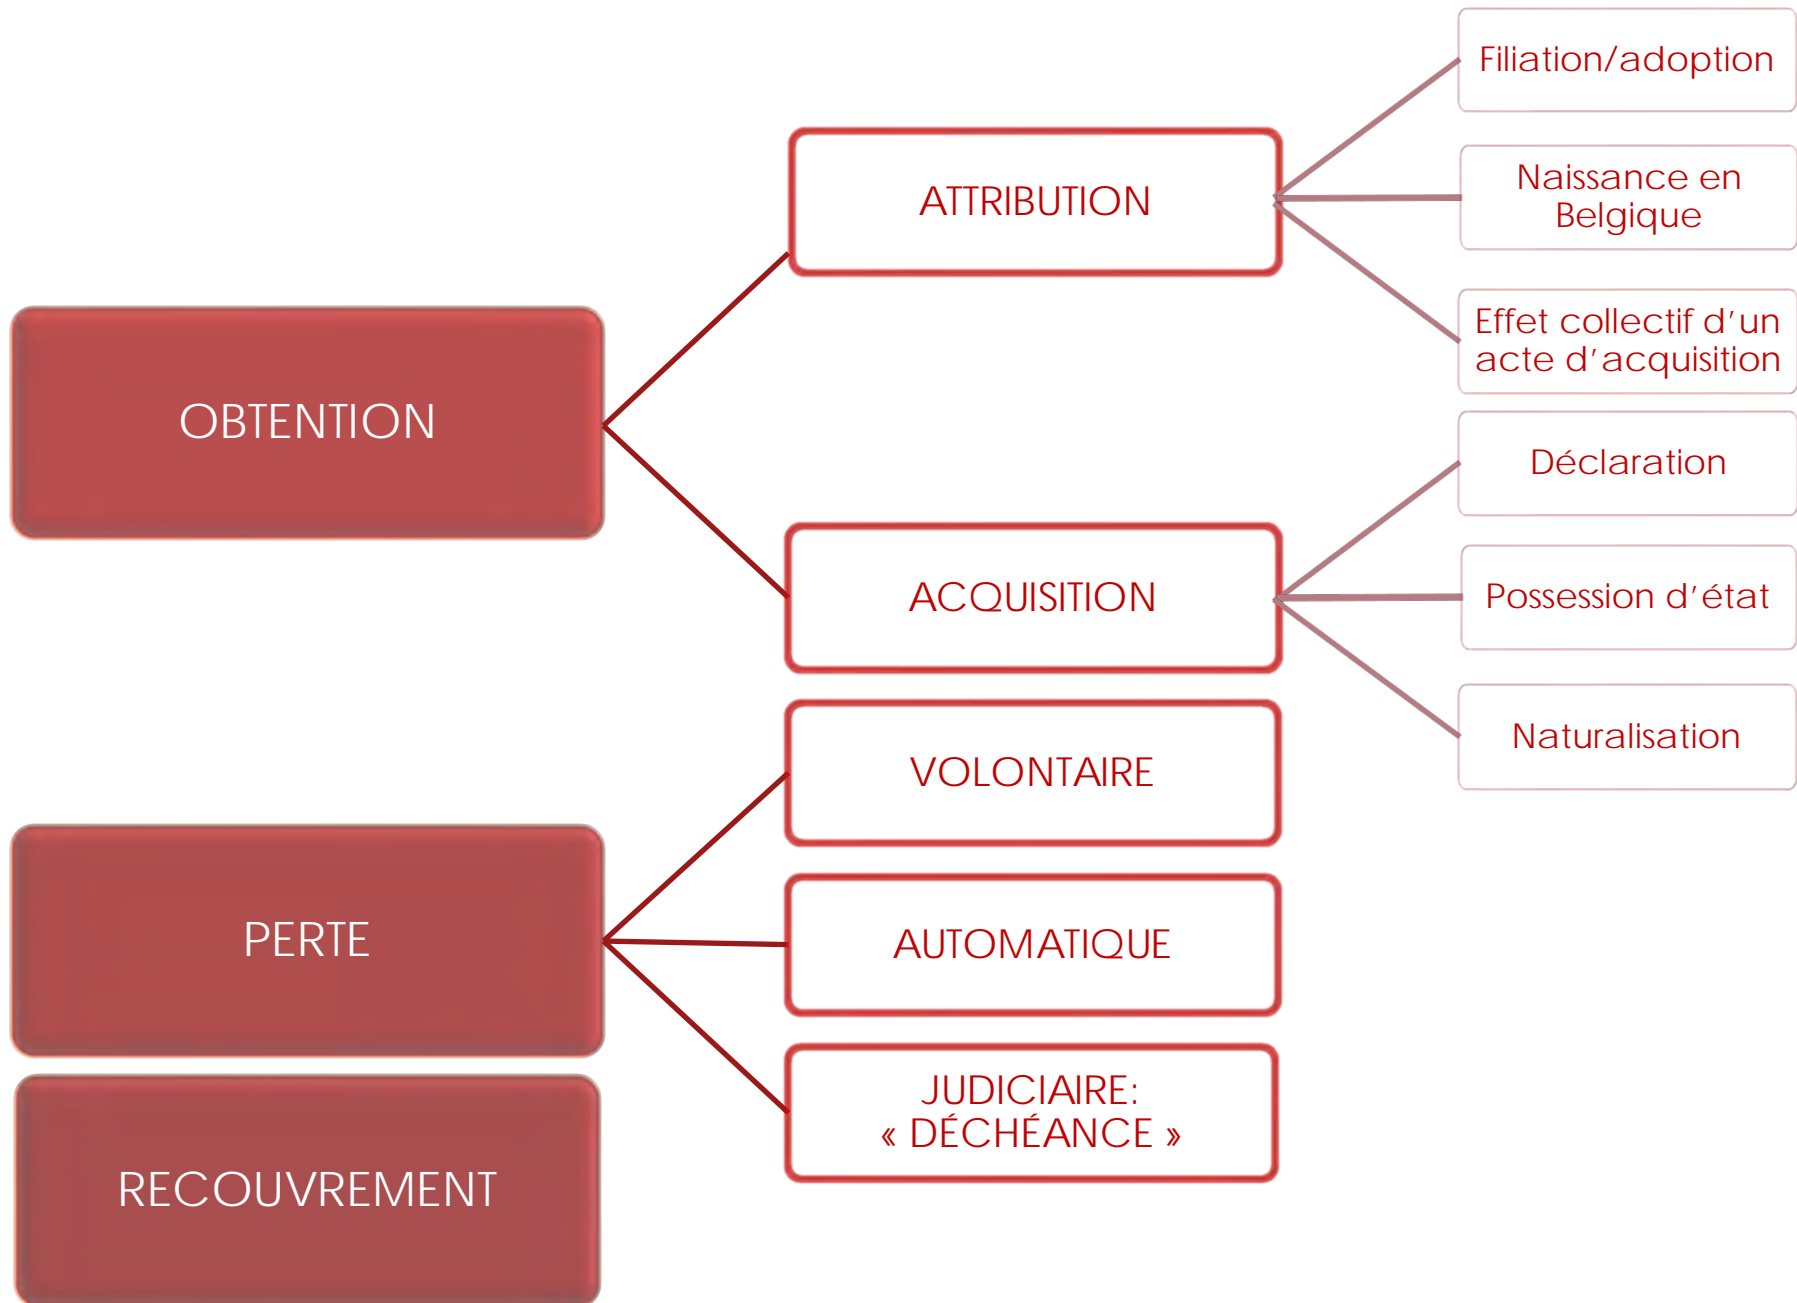 OBTENTION
ATTRIBUTION
Filiation/adoption
Naissance en
Belgique
Effet collectif d’un
acte d’acquisition
ACQUISITION
Déclaration
Possession d’état
Naturalisation
PERTE
VOLONTAIRE
AUTOMATIQUE
JUDICIAIRE:
« DÉCHÉANCE »
RECOUVREMENT